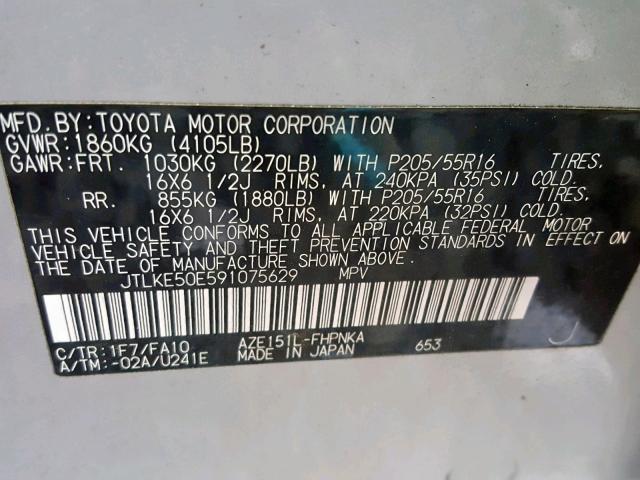 MFD.BY:TOYOTA MOTOR CORPORATION
GVWR:1860KG (4105LB)
GAWR:FRT. 1030KG (2270LB) WITH P205/55R16 TIRES.
16X6 1/2J RIMS, AT 240KPA (35PSI) COLD.
RR. 855KG (1880LB) WITH P205/55R16 TIRES.
16X6 1/2J RIMS, AT 220KPA (32PSI) COLD.
THIS VEHICLE CONFORMS TO ALL APPLICABLE FEDERAL MOTOR
VEHICLE SAFETY AND THEFT PREVENTION STANDARDS IN EFFECT ON
THE DATE OF MANUFACTURE SHOWN ABOVE.
JTLKE50E591075629 MPV
C/TR:1F7/FA10 AZE151L-FHPNKA 653 J
A/TM:-02A/U241E MADE IN JAPAN